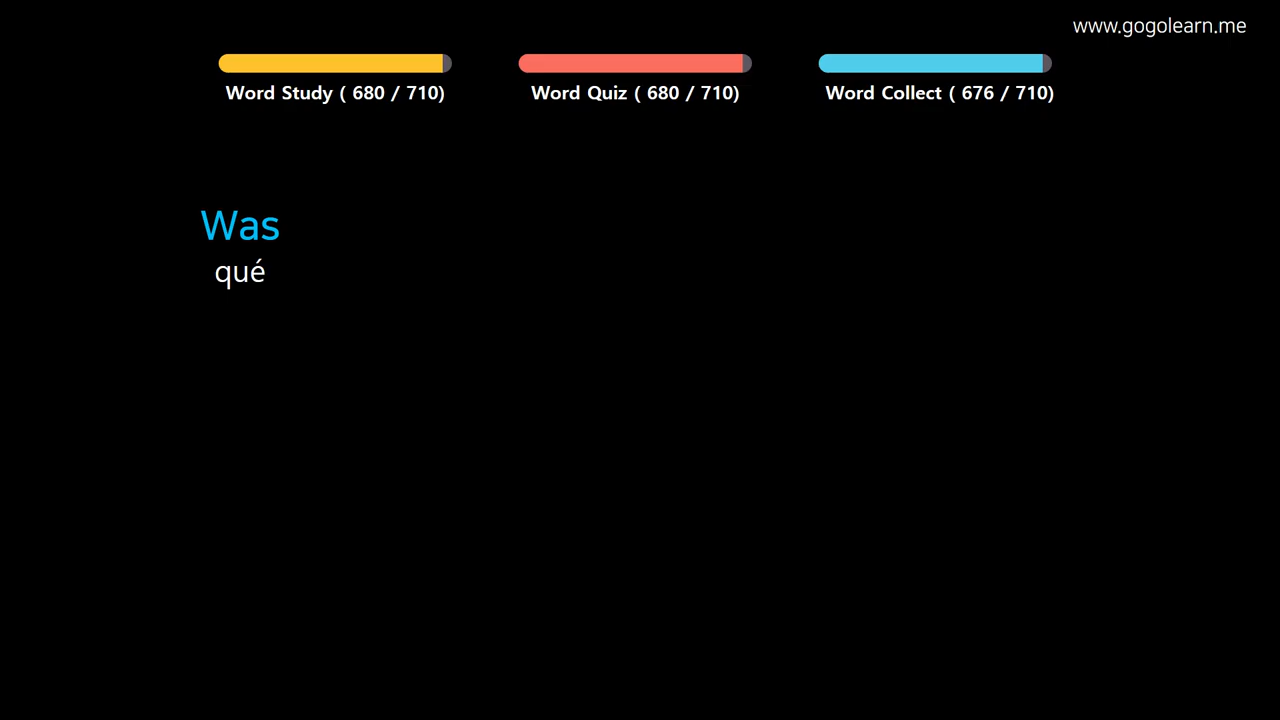 www.gogolearn.me
Word Study ( 680 / 710)
Word Quiz ( 680 / 710)
Word Collect ( 676 / 710)
Was
qué